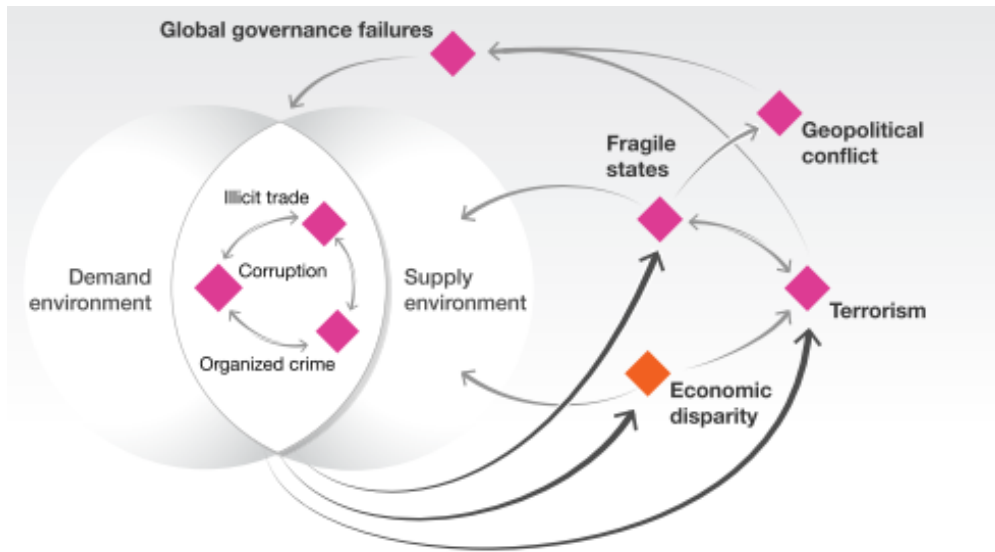 Global governance failures
Geopolitical
conflict
Fragile
states
Illicit trade
Corruption
Organized crime
Demand
environment
Supply
environment
Terrorism
Economic
disparity